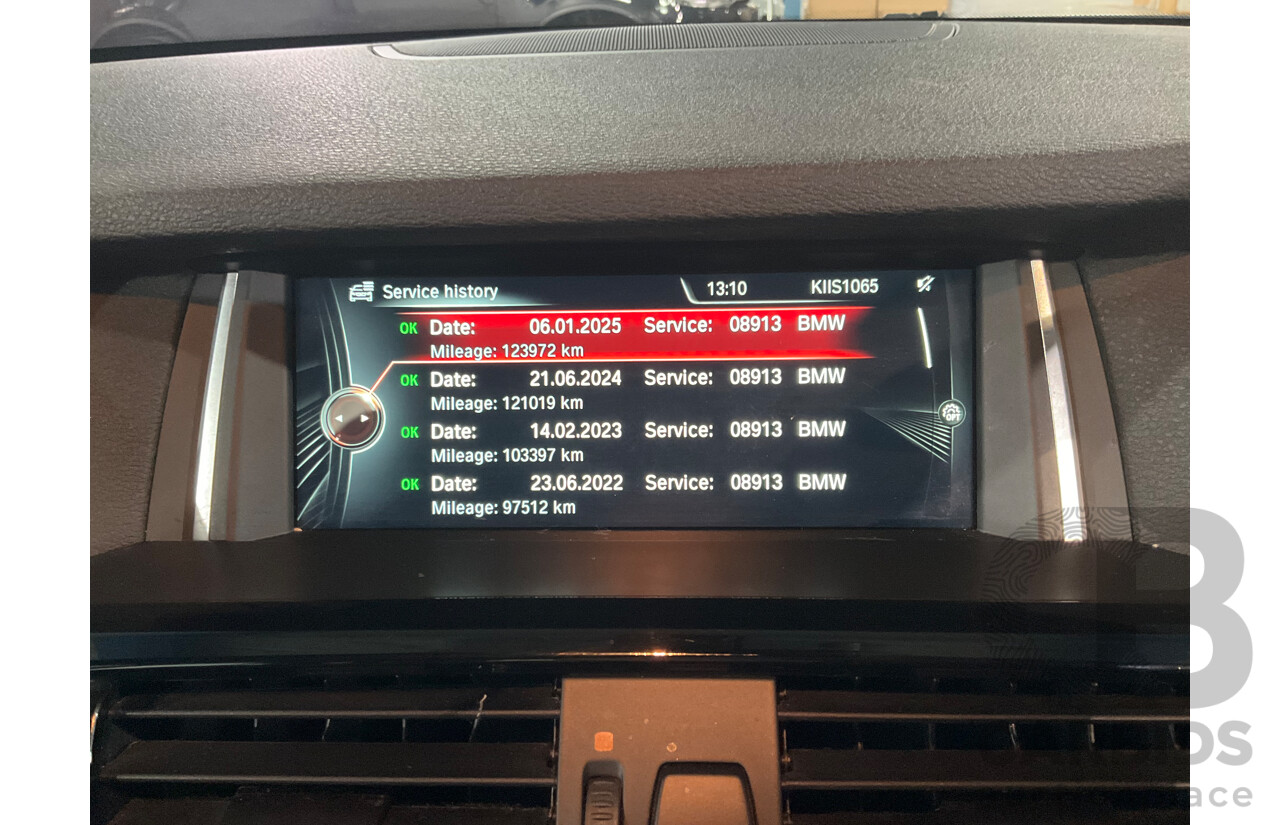 Service history 13:10 KIIS1065
OK Date: 06.01.2025 Service: 08913 BMW
Mileage: 123972 km
OK Date: 21.06.2024 Service: 08913 BMW
Mileage: 121019 km
OK Date: 14.02.2023 Service: 08913 BMW
Mileage: 103397 km
OK Date: 23.06.2022 Service: 08913 BMW
Mileage: 97512 km
OPT